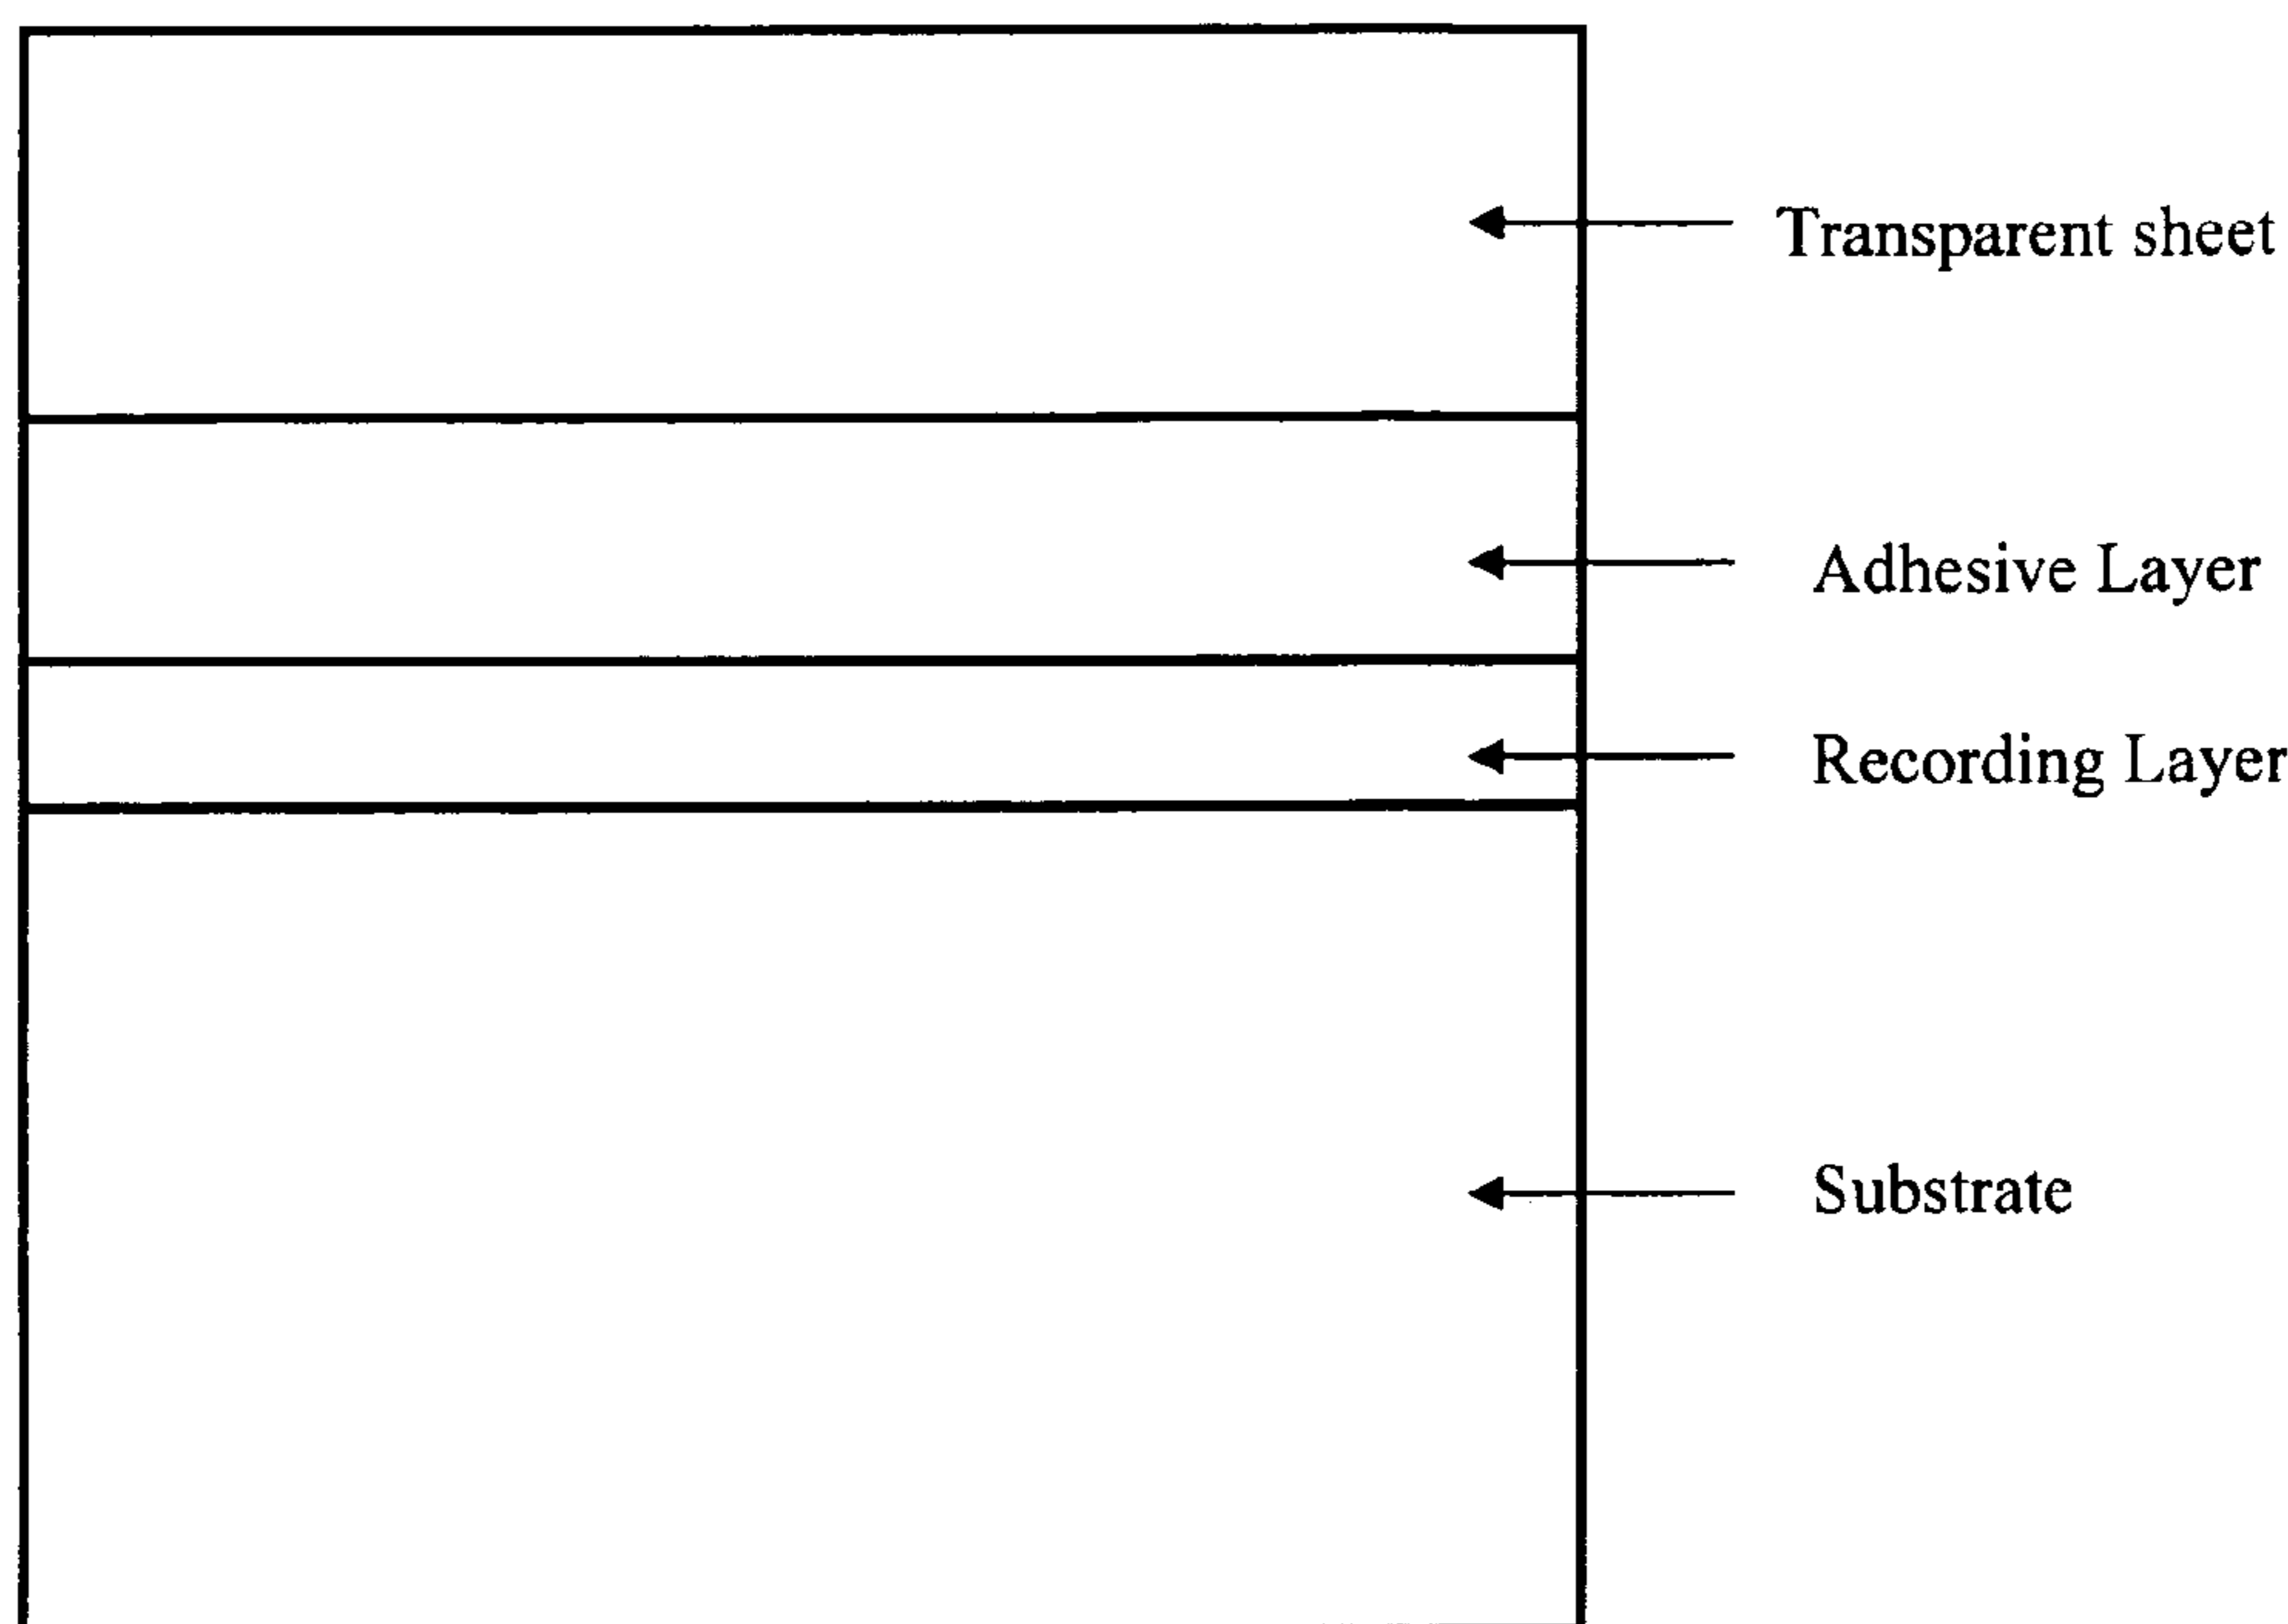 Transparent sheet
Adhesive Layer
Recording Layer
Substrate